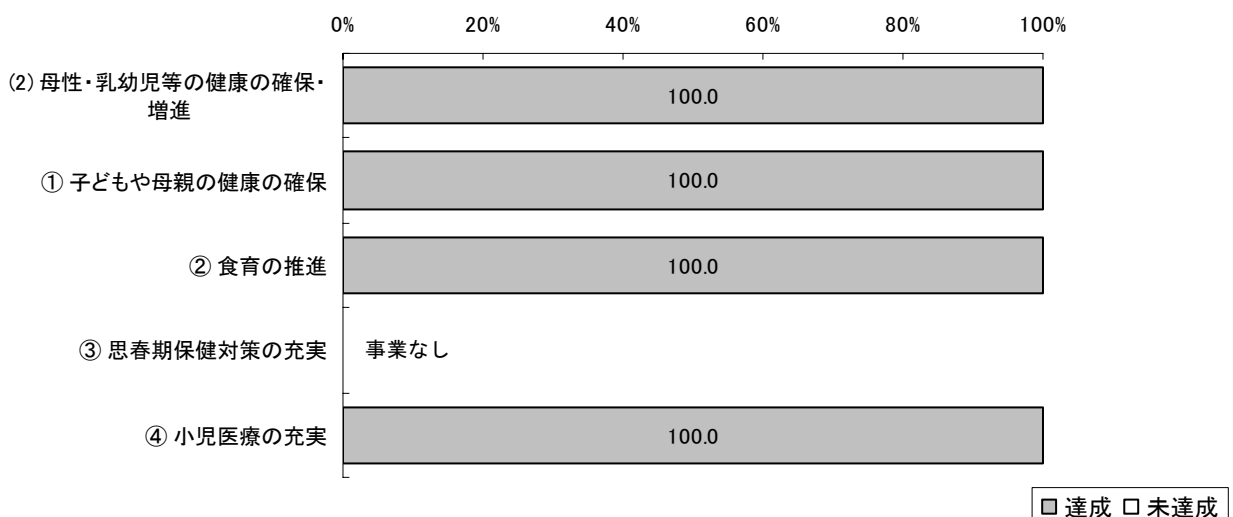 0% 20% 40% 60% 80% 100%
(2) 母性・乳幼児等の健康の確保・
増進
100.0
① 子どもや母親の健康の確保
100.0
② 食育の推進
100.0
③ 思春期保健対策の充実
事業なし
④ 小児医療の充実
100.0
達成 未達成